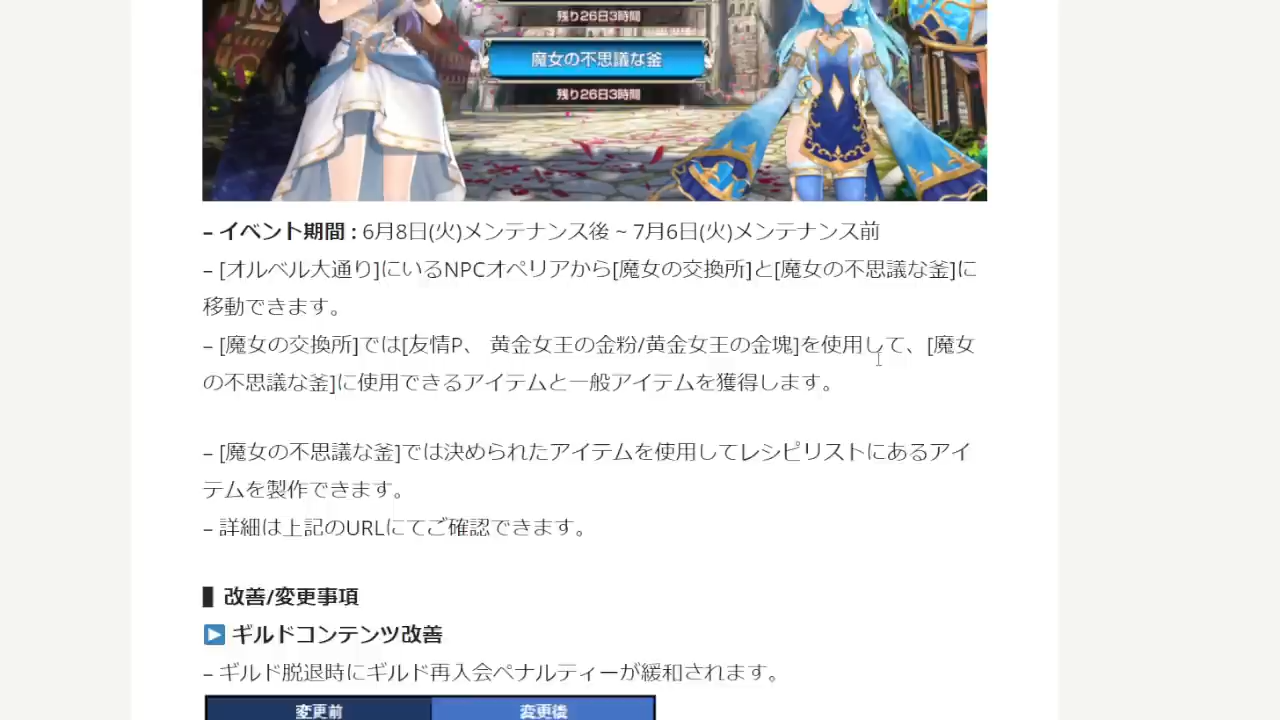 残り26日3時間
魔女の不思議な釜
残り26日3時間
– イベント期間 : 6月8日(火)メンテナンス後 ~ 7月6日(火)メンテナンス前
– [オルベル大通り]にいるNPCオペリアから[魔女の交換所]と[魔女の不思議な釜]に
移動できます。
– [魔女の交換所]では[友情P、 黄金女王の金粉/黄金女王の金塊]を使用して、[魔女
の不思議な釜]に使用できるアイテムと一般アイテムを獲得します。
– [魔女の不思議な釜]では決められたアイテムを使用してレシピリストにあるアイ
テムを製作できます。
– 詳細は上記のURLにてご確認できます。
▋ 改善/変更事項
▶ ギルドコンテンツ改善
– ギルド脱退時にギルド再入会ペナルティーが緩和されます。
変更前 変更後